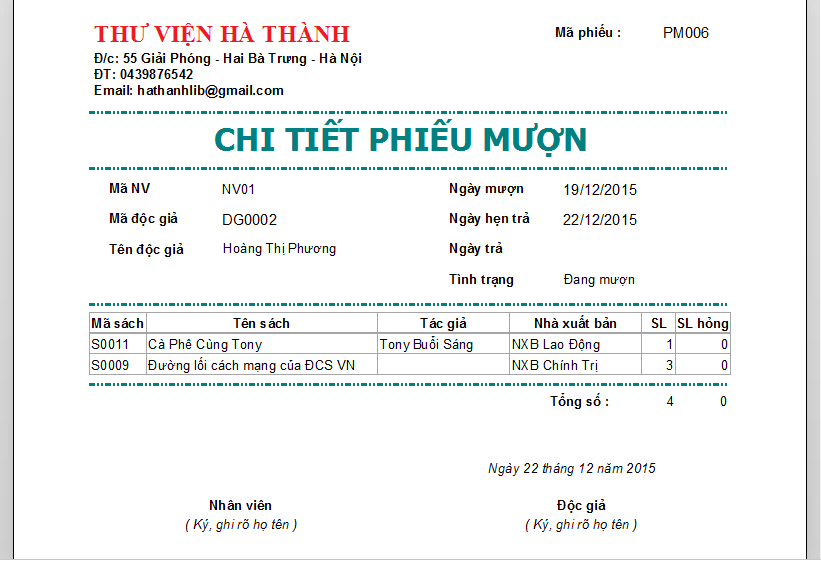 THƯ VIỆN HÀ THÀNH
Mã phiếu : PM006
Đ/c: 55 Giải Phóng - Hai Bà Trưng - Hà Nội
ĐT: 0439876542
Email: hathanhlib@gmail.com
CHI TIẾT PHIẾU MƯỢN
Mã NV NV01 Ngày mượn 19/12/2015
Mã độc giả DG0002 Ngày hẹn trả 22/12/2015
Tên độc giả Hoàng Thị Phương Ngày trả
Tình trạng Đang mượn
Mã sách Tên sách Tác giả Nhà xuất bản SL SL hỏng
S0011 Cà Phê Cùng Tony Tony Buổi Sáng NXB Lao Động 1 0
S0009 Đường lối cách mạng của ĐCS VN NXB Chính Trị 3 0
Tổng số : 4 0
Ngày 22 tháng 12 năm 2015
Nhân viên Độc giả
( Ký, ghi rõ họ tên ) ( Ký, ghi rõ họ tên )